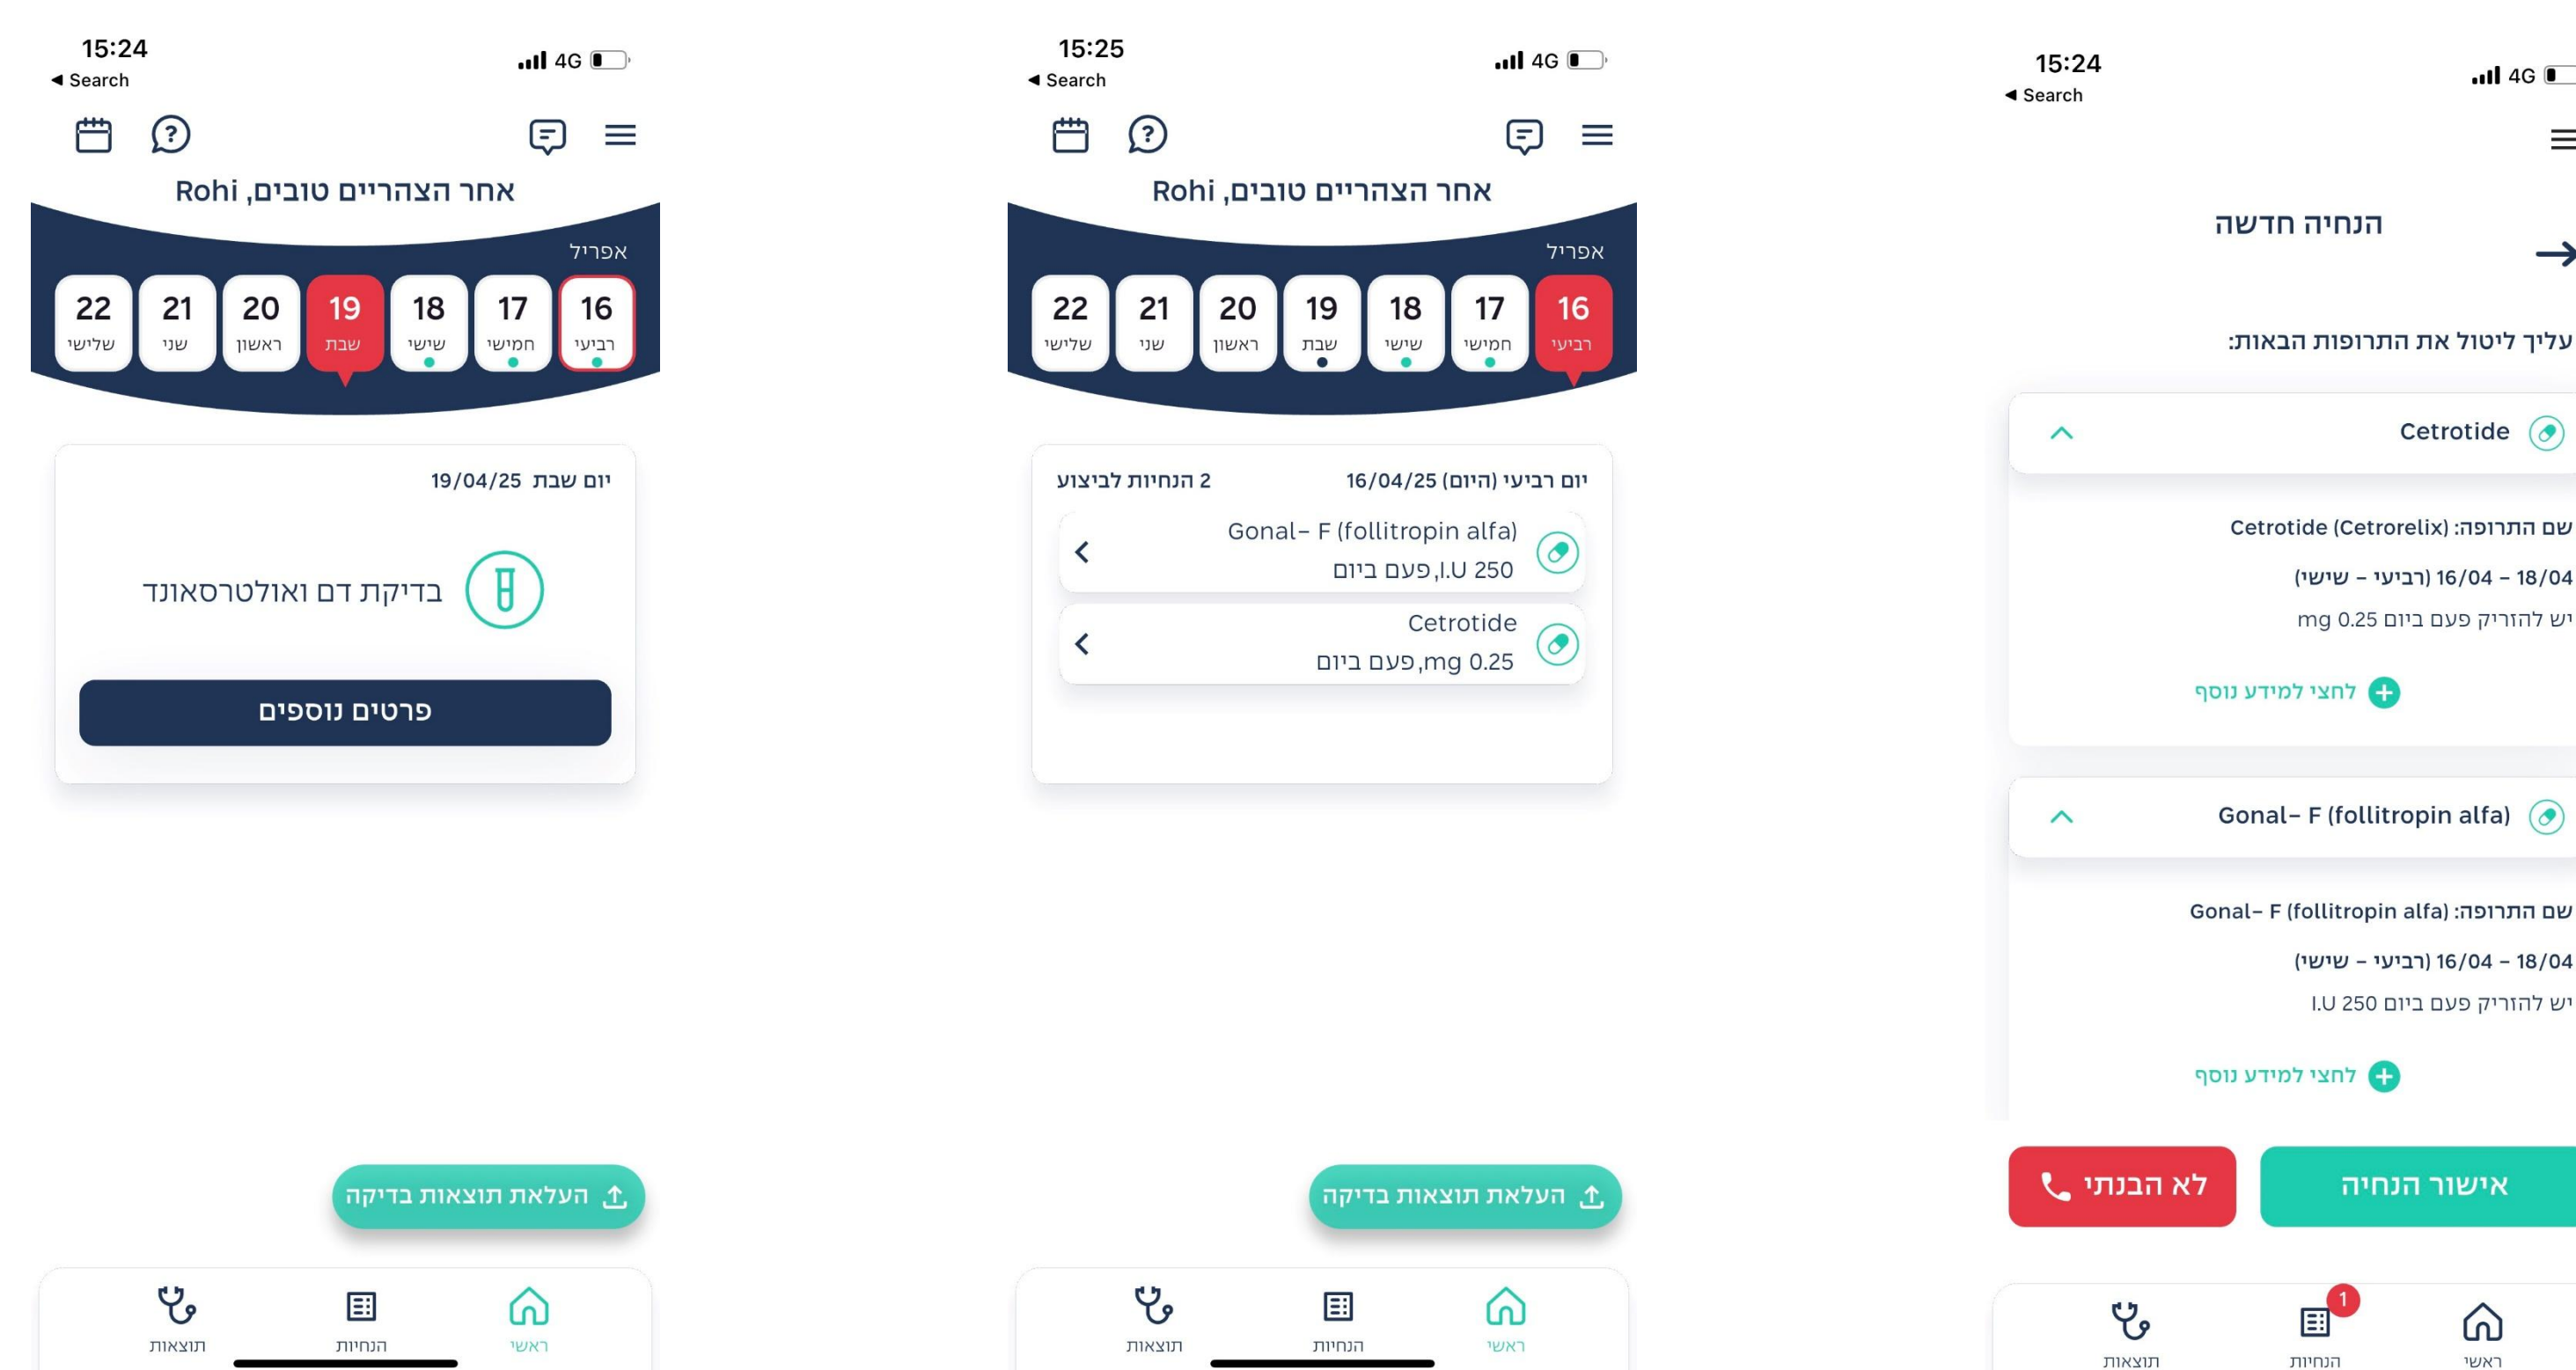 15:24
4G
◄ Search
אחר הצהריים טובים, Rohi
אפריל
16 17 18 19 20 21 22
רביעי חמישי שישי שבת ראשון שני שלישי
יום שבת 19/04/25
בדיקת דם ואולטרסאונד
פרטים נוספים
העלאת תוצאות בדיקה
ראשי הנחיות תוצאות
15:25
4G
◄ Search
אחר הצהריים טובים, Rohi
אפריל
16 17 18 19 20 21 22
רביעי חמישי שישי שבת ראשון שני שלישי
יום רביעי (היום) 16/04/25 2 הנחיות לביצוע
Gonal- F (follitropin alfa)
250 I.U, פעם ביום
Cetrotide
0.25 mg, פעם ביום
העלאת תוצאות בדיקה
ראשי הנחיות תוצאות
15:24
4G
◄ Search
הנחיה חדשה
עליך ליטול את התרופות הבאות:
Cetrotide
שם התרופה: Cetrotide (Cetrorelix)
16/04 - 18/04 (רביעי - שישי)
יש להזריק פעם ביום 0.25 mg
לחצי למידע נוסף
Gonal- F (follitropin alfa)
שם התרופה: Gonal- F (follitropin alfa)
16/04 - 18/04 (רביעי - שישי)
יש להזריק פעם ביום 250 I.U
לחצי למידע נוסף
אישור הנחיה לא הבנתי
1
ראשי הנחיות תוצאות